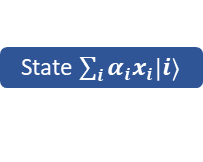 State ∑ᵢ αᵢxᵢ|i⟩